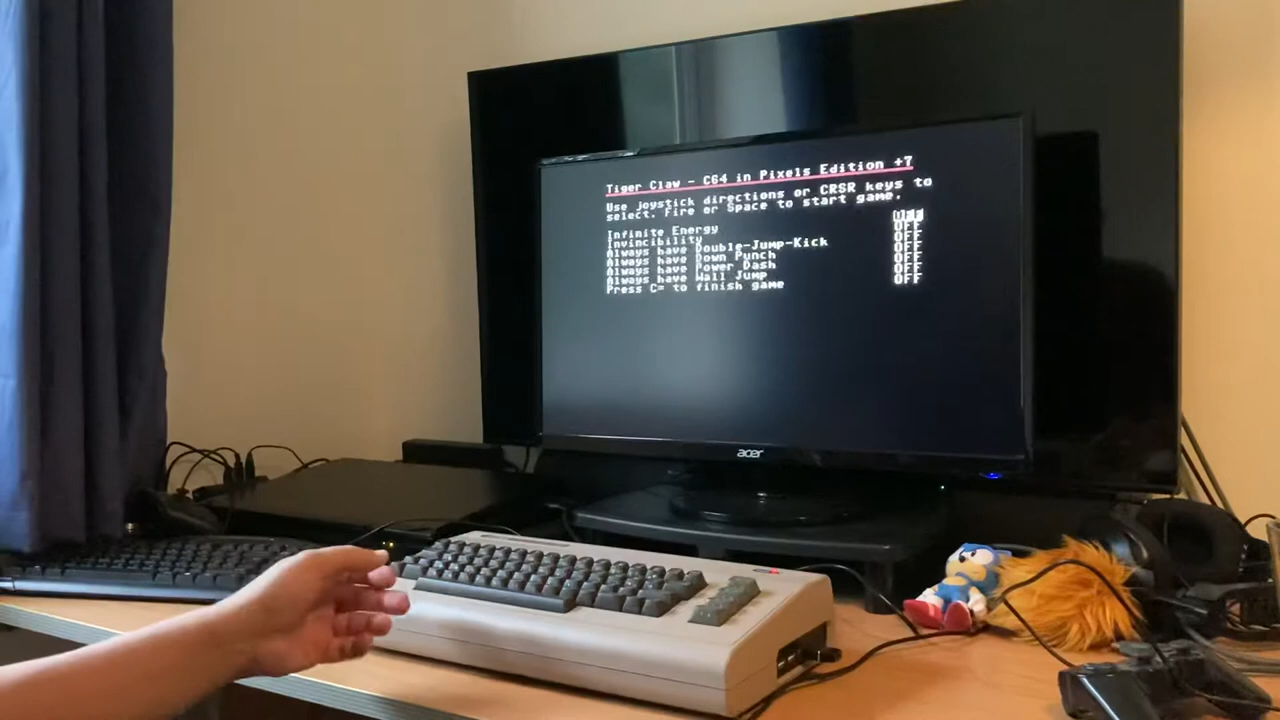 Tiger Claw - C64 in Pixels Edition +7
Use Joystick directions or CRSR keys to
select. Fire or Space to start game.
Infinite Energy OFF
Invincibility OFF
Always have Double-Jump-Kick OFF
Always have Down Punch OFF
Always have Power Dash OFF
Always have Wall Jump OFF
Press C= to finish game OFF
acer